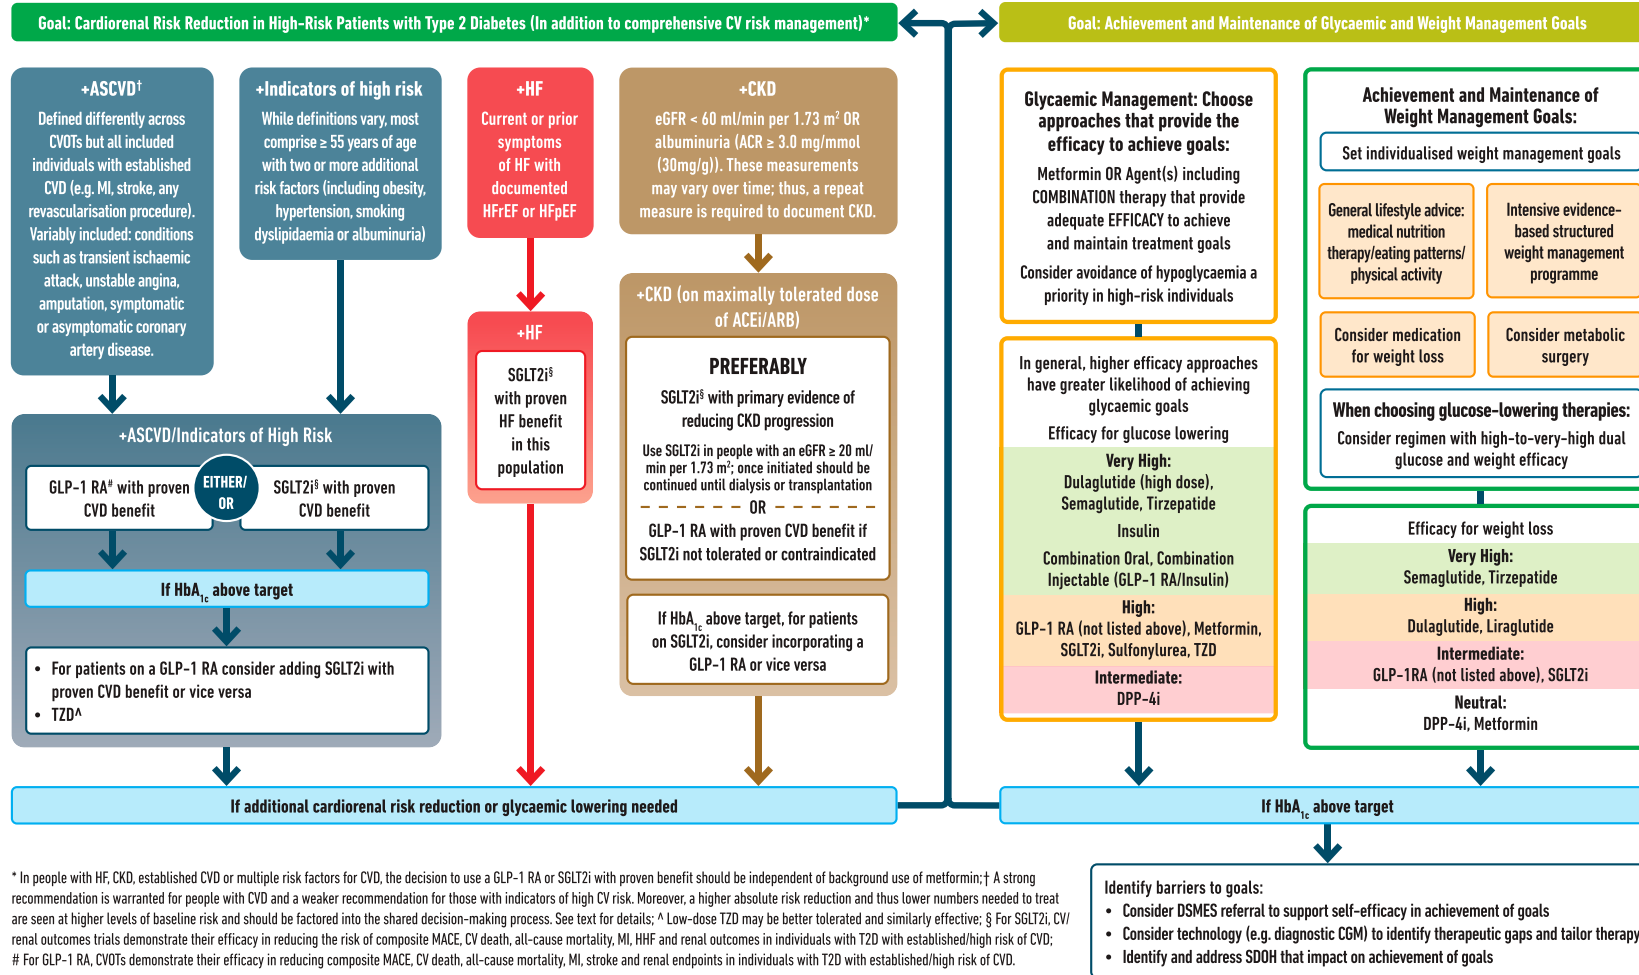 Goal: Cardiorenal Risk Reduction in High-Risk Patients with Type 2 Diabetes (In addition to comprehensive CV risk management)*
+ASCVD†
Defined differently across
CVOTs but all included
individuals with established
CVD (e.g. MI, stroke, any
revascularisation procedure).
Variably included: conditions
such as transient ischaemic
attack, unstable angina,
amputation, symptomatic
or asymptomatic coronary
artery disease.
+Indicators of high risk
While definitions vary, most
comprise ≥ 55 years of age
with two or more additional
risk factors (including obesity,
hypertension, smoking
dyslipidaemia or albuminuria)
+ASCVD/Indicators of High Risk
GLP-1 RA# with proven
CVD benefit
EITHER/
OR
SGLT2i§ with proven
CVD benefit
If HbA1c above target
• For patients on a GLP-1 RA consider adding SGLT2i with
proven CVD benefit or vice versa
• TZD^
+HF
Current or prior
symptoms
of HF with
documented
HFrEF or HFpEF
+HF
SGLT2i§
with proven
HF benefit
in this
population
+CKD
eGFR < 60 ml/min per 1.73 m² OR
albuminuria (ACR ≥ 3.0 mg/mmol
(30mg/g)). These measurements
may vary over time; thus, a repeat
measure is required to document CKD.
+CKD (on maximally tolerated dose
of ACEi/ARB)
PREFERABLY
SGLT2i§ with primary evidence of
reducing CKD progression
Use SGLT2i in people with an eGFR ≥ 20 ml/
min per 1.73 m²; once initiated should be
continued until dialysis or transplantation
OR
GLP-1 RA with proven CVD benefit if
SGLT2i not tolerated or contraindicated
If HbA1c above target, for patients
on SGLT2i, consider incorporating a
GLP-1 RA or vice versa
If additional cardiorenal risk reduction or glycaemic lowering needed
Goal: Achievement and Maintenance of Glycaemic and Weight Management Goals
Glycaemic Management: Choose
approaches that provide the
efficacy to achieve goals:
Metformin OR Agent(s) including
COMBINATION therapy that provide
adequate EFFICACY to achieve
and maintain treatment goals
Consider avoidance of hypoglycaemia a
priority in high-risk individuals
In general, higher efficacy approaches
have greater likelihood of achieving
glycaemic goals
Efficacy for glucose lowering
Very High:
Dulaglutide (high dose),
Semaglutide, Tirzepatide
Insulin
Combination Oral, Combination
Injectable (GLP-1 RA/Insulin)
High:
GLP-1 RA (not listed above), Metformin,
SGLT2i, Sulfonylurea, TZD
Intermediate:
DPP-4i
Achievement and Maintenance of
Weight Management Goals:
Set individualised weight management goals
General lifestyle advice:
medical nutrition
therapy/eating patterns/
physical activity
Intensive evidence-
based structured
weight management
programme
Consider medication
for weight loss
Consider metabolic
surgery
When choosing glucose-lowering therapies:
Consider regimen with high-to-very-high dual
glucose and weight efficacy
Efficacy for weight loss
Very High:
Semaglutide, Tirzepatide
High:
Dulaglutide, Liraglutide
Intermediate:
GLP-1RA (not listed above), SGLT2i
Neutral:
DPP-4i, Metformin
If HbA1c above target
Identify barriers to goals:
• Consider DSMES referral to support self-efficacy in achievement of goals
• Consider technology (e.g. diagnostic CGM) to identify therapeutic gaps and tailor therapy
• Identify and address SDOH that impact on achievement of goals
* In people with HF, CKD, established CVD or multiple risk factors for CVD, the decision to use a GLP-1 RA or SGLT2i with proven benefit should be independent of background use of metformin;† A strong
recommendation is warranted for people with CVD and a weaker recommendation for those with indicators of high CV risk. Moreover, a higher absolute risk reduction and thus lower numbers needed to treat
are seen at higher levels of baseline risk and should be factored into the shared decision-making process. See text for details; ^ Low-dose TZD may be better tolerated and similarly effective; § For SGLT2i, CV/
renal outcomes trials demonstrate their efficacy in reducing the risk of composite MACE, CV death, all-cause mortality, MI, HHF and renal outcomes in individuals with T2D with established/high risk of CVD;
# For GLP-1 RA, CVOTs demonstrate their efficacy in reducing composite MACE, CV death, all-cause mortality, MI, stroke and renal endpoints in individuals with T2D with established/high risk of CVD.